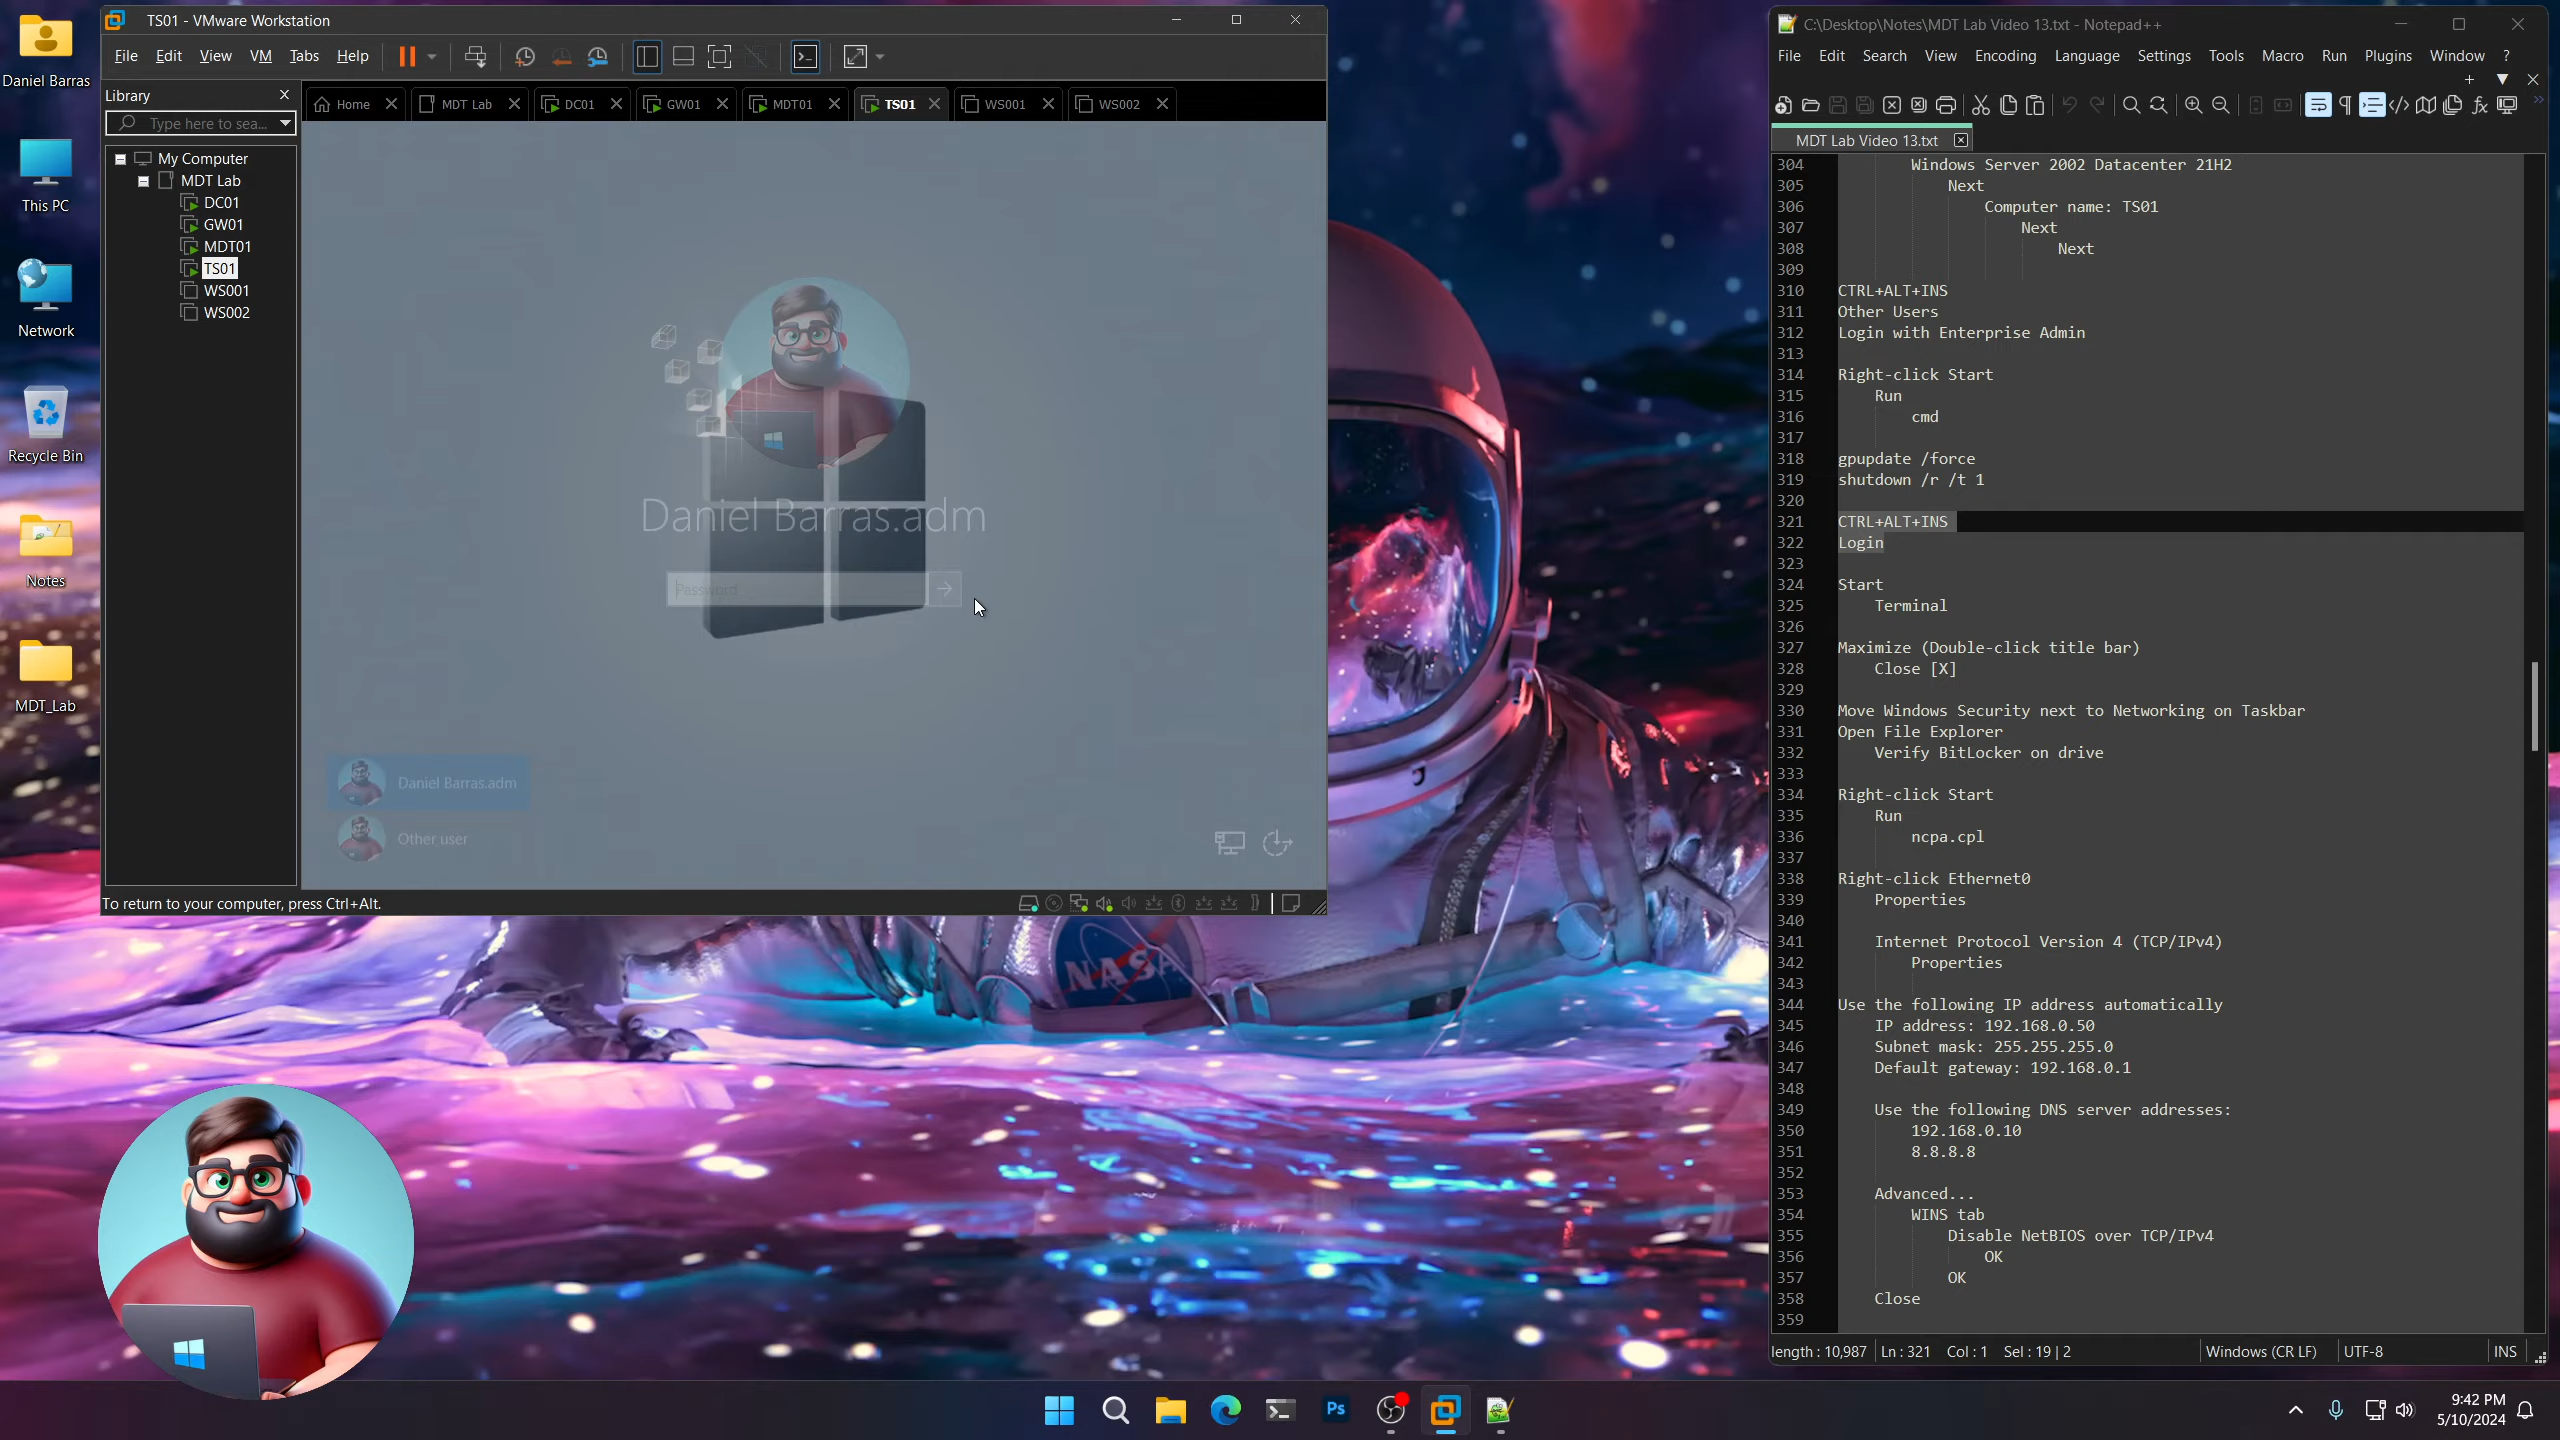 Daniel Barras
This PC
Network
Recycle Bin
Notes
MDT_Lab
TS01 - VMware Workstation
File Edit View VM Tabs Help
Library
Type here to sea...
My Computer
MDT Lab
DC01
GW01
MDT01
TS01
WS001
WS002
Home MDT Lab DC01 GW01 MDT01 TS01 WS001 WS002
Daniel Barras.adm
Password
Daniel Barras.adm
Other user
To return to your computer, press Ctrl+Alt.
NASA
C:\Desktop\Notes\MDT Lab Video 13.txt - Notepad++
File Edit Search View Encoding Language Settings Tools Macro Run Plugins Window ?
MDT Lab Video 13.txt
304 Windows Server 2002 Datacenter 21H2
305 Next
306 Computer name: TS01
307 Next
308 Next
309
310 CTRL+ALT+INS
311 Other Users
312 Login with Enterprise Admin
313
314 Right-click Start
315 Run
316 cmd
317
318 gpupdate /force
319 shutdown /r /t 1
320
321 CTRL+ALT+INS
322 Login
323
324 Start
325 Terminal
326
327 Maximize (Double-click title bar)
328 Close [X]
329
330 Move Windows Security next to Networking on Taskbar
331 Open File Explorer
332 Verify BitLocker on drive
333
334 Right-click Start
335 Run
336 ncpa.cpl
337
338 Right-click Ethernet0
339 Properties
340
341 Internet Protocol Version 4 (TCP/IPv4)
342 Properties
343
344 Use the following IP address automatically
345 IP address: 192.168.0.50
346 Subnet mask: 255.255.255.0
347 Default gateway: 192.168.0.1
348
349 Use the following DNS server addresses:
350 192.168.0.10
351 8.8.8.8
352
353 Advanced...
354 WINS tab
355 Disable NetBIOS over TCP/IPv4
356 OK
357 OK
358 Close
359
length : 10,987 Ln : 321 Col : 1 Sel : 19 | 2 Windows (CR LF) UTF-8 INS
Ps
9:42 PM
5/10/2024